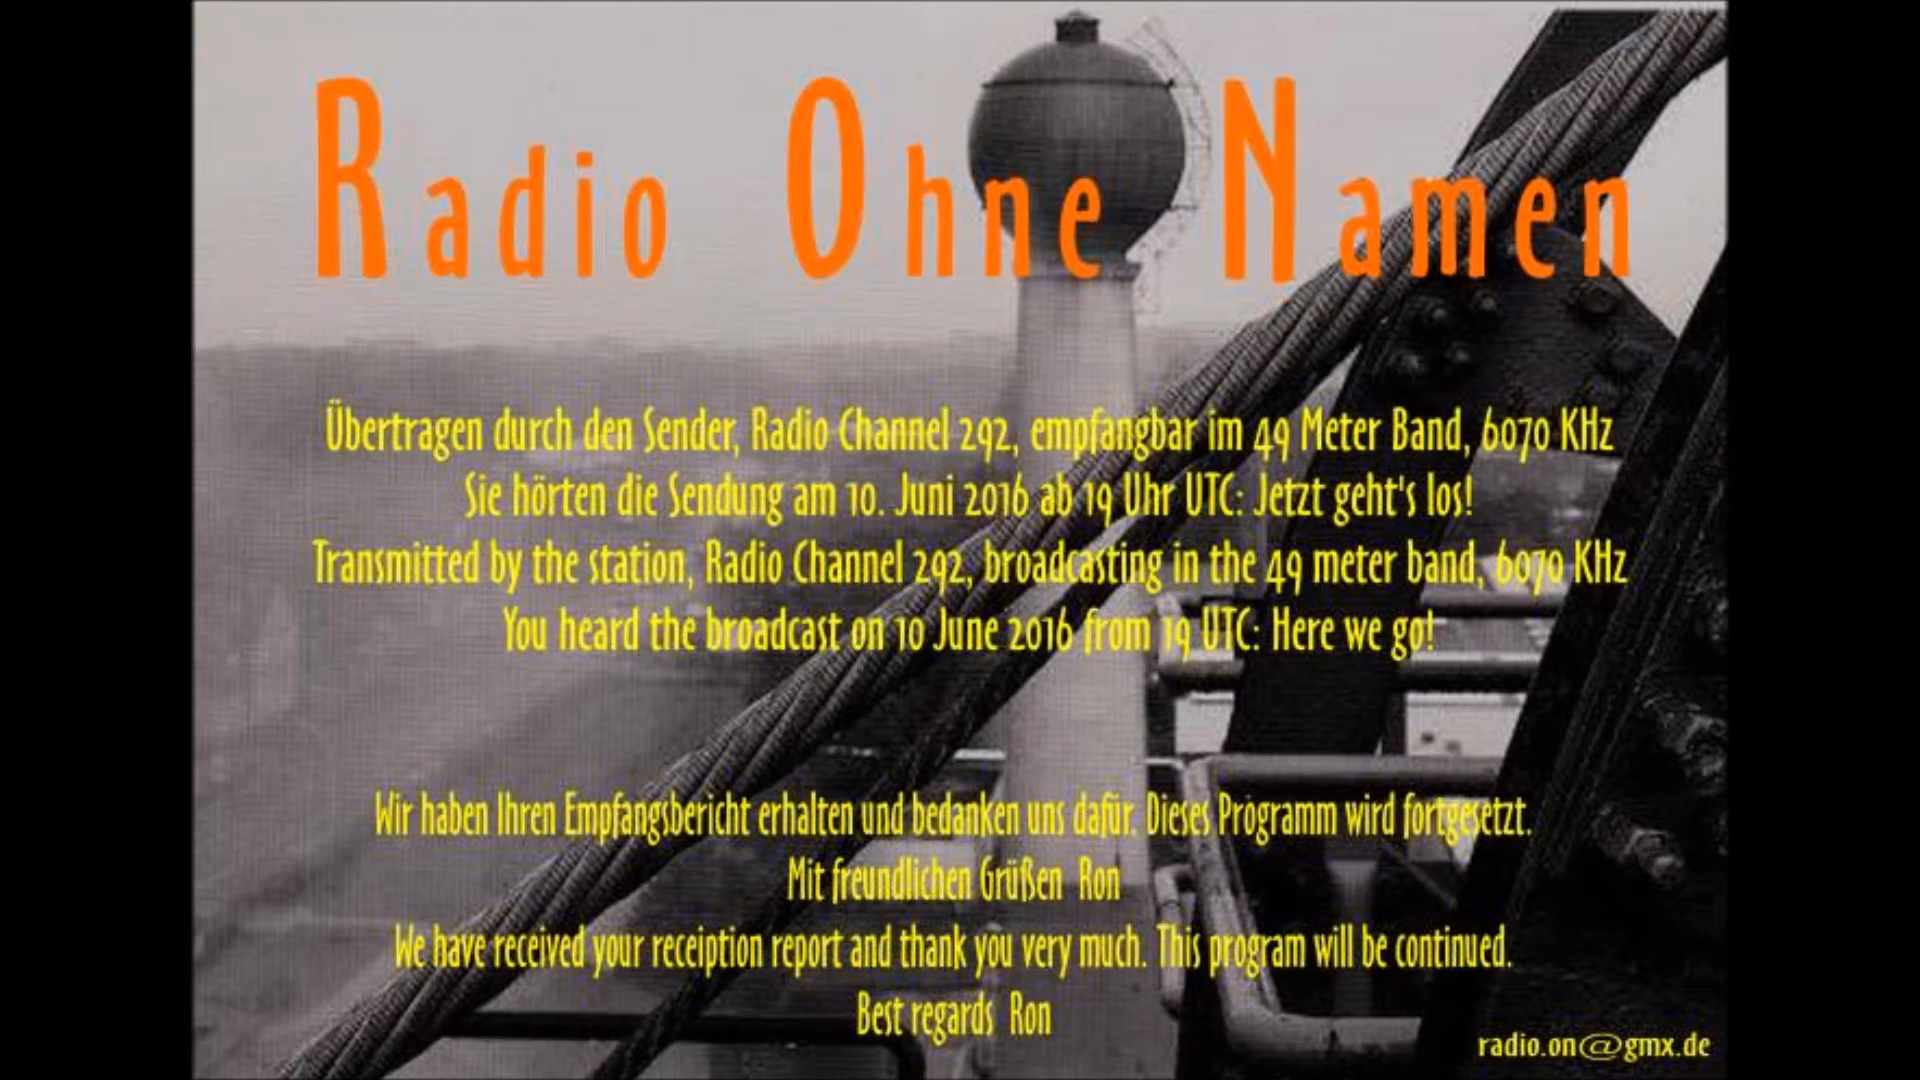 Radio Ohne Namen
Übertragen durch den Sender, Radio Channel 292, empfangbar im 49 Meter Band, 6070 KHz
Sie hörten die Sendung am 10. Juni 2016 ab 19 Uhr UTC: Jetzt geht's los!
Transmitted by the station, Radio Channel 292, broadcasting in the 49 meter band, 6070 KHz
You heard the broadcast on 10 June 2016 from 19 UTC: Here we go!
Wir haben Ihren Empfangsbericht erhalten und bedanken uns dafür. Dieses Programm wird fortgesetzt.
Mit freundlichen Grüßen Ron
We have received your receiption report and thank you very much. This program will be continued.
Best regards Ron
radio.on@gmx.de